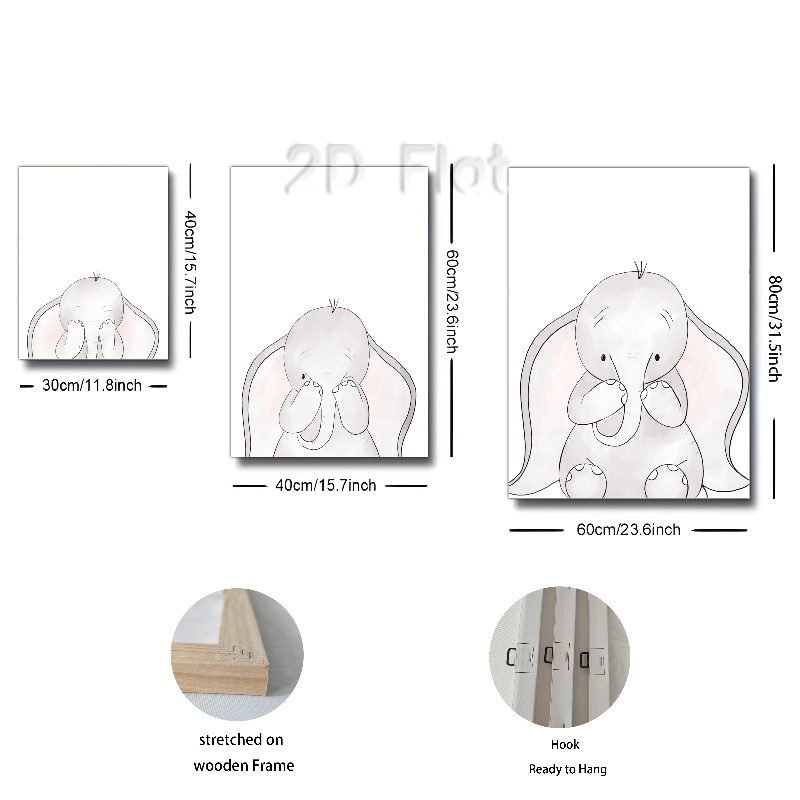 2D Flat
40cm/15.7inch
30cm/11.8inch
60cm/23.6inch
40cm/15.7inch
80cm/31.5inch
60cm/23.6inch
stretched on
wooden Frame
Hook
Ready to Hang